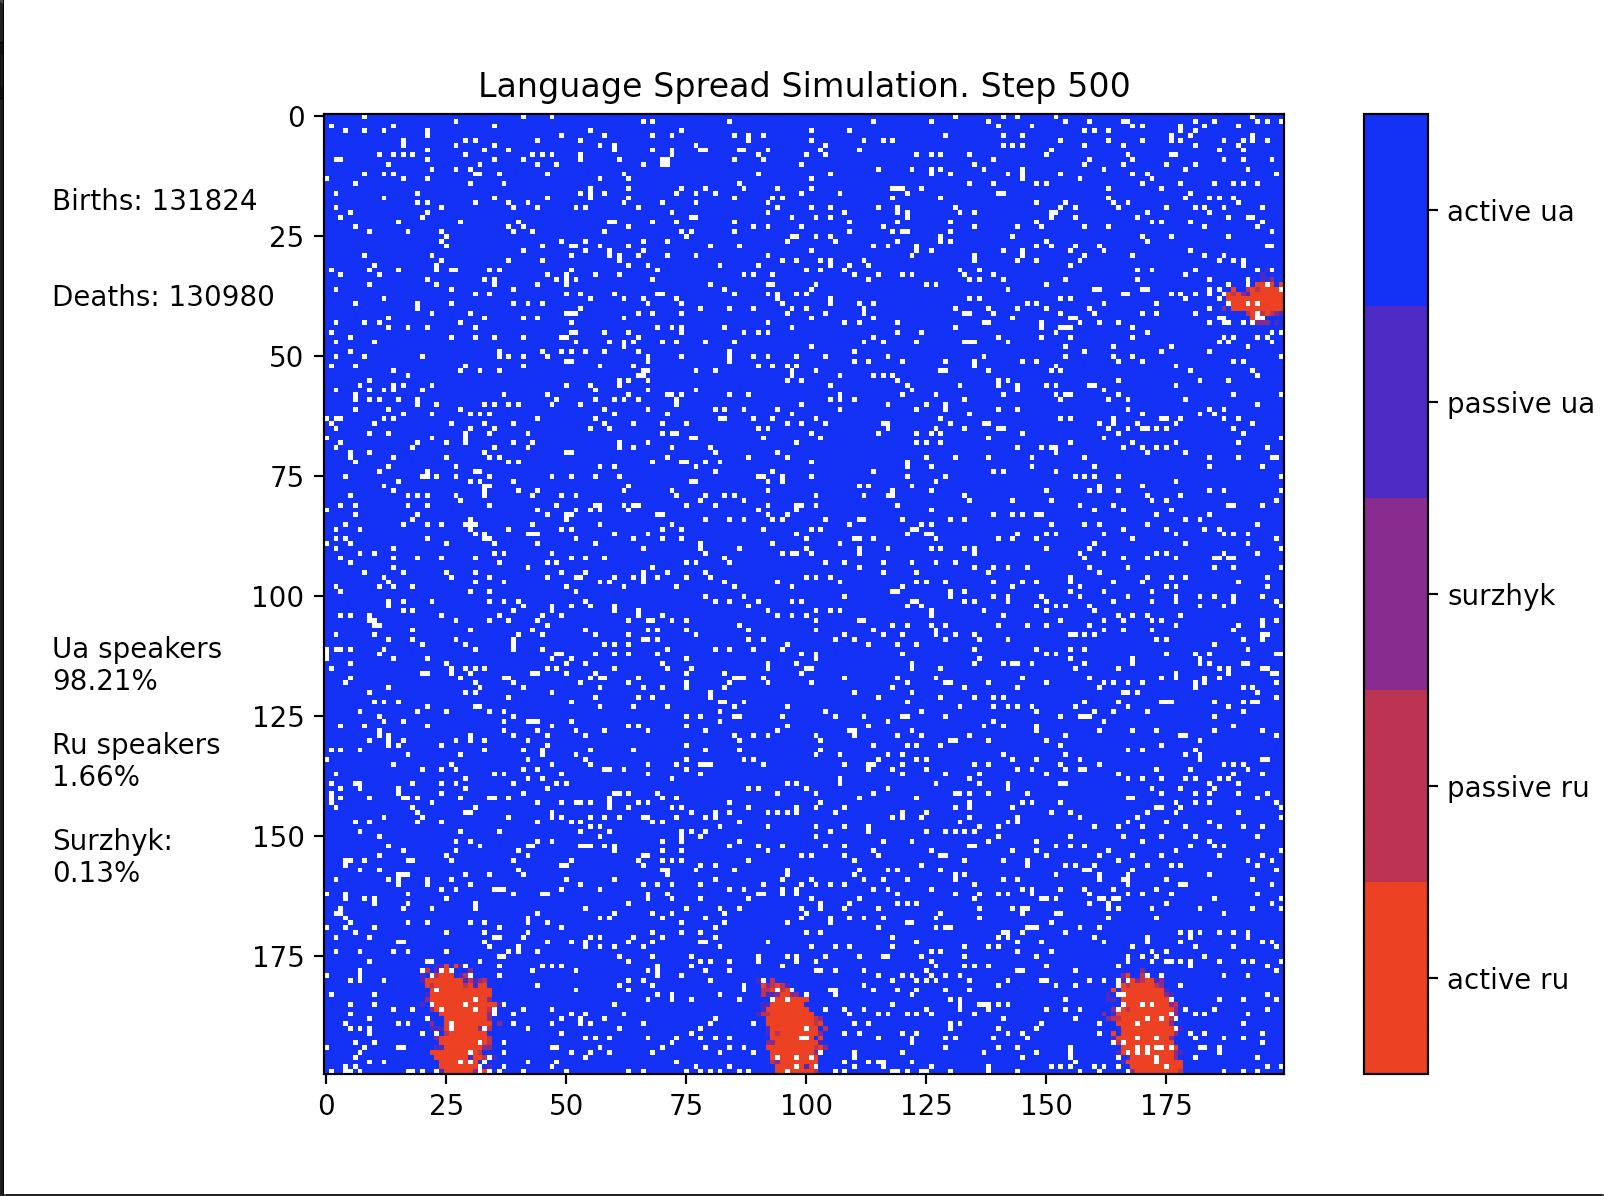 Language Spread Simulation. Step 500
Births: 131824
Deaths: 130980
Ua speakers
98.21%
Ru speakers
1.66%
Surzhyk:
0.13%
0
25
50
75
100
125
150
175
0 25 50 75 100 125 150 175
active ua
passive ua
surzhyk
passive ru
active ru